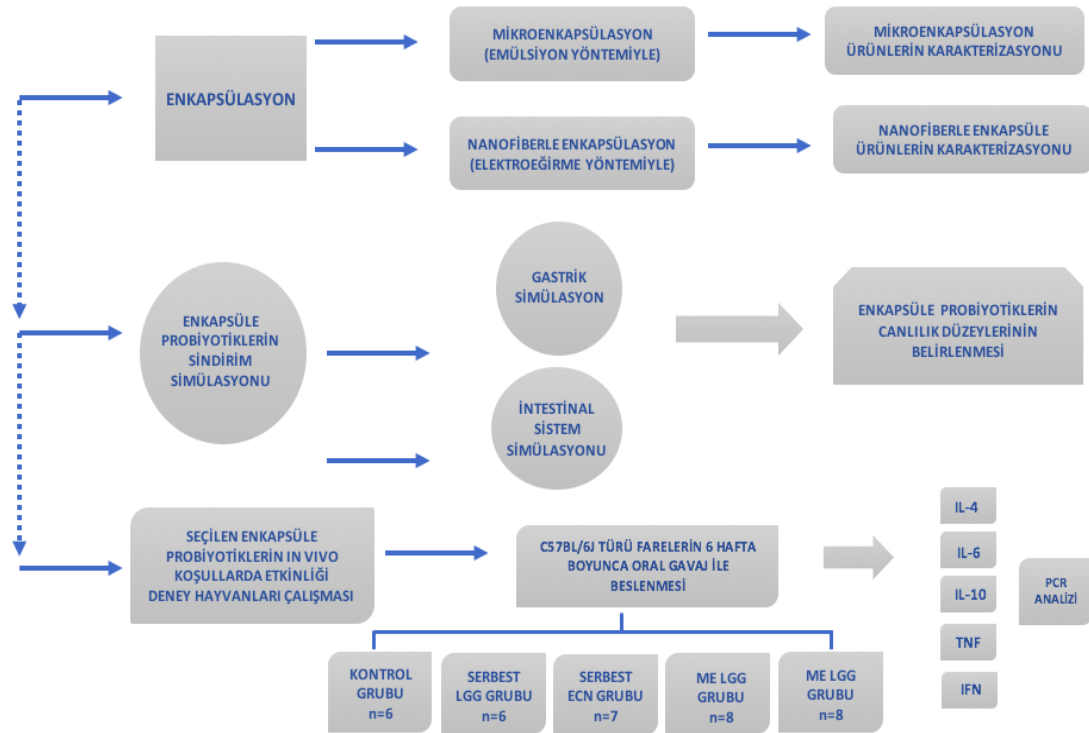 ENKAPSÜLASYON
MİKROENKAPSÜLASYON
(EMÜLSİYON YÖNTEMİYLE)
MİKROENKAPSÜLASYON
ÜRÜNLERİN KARAKTERİZASYONU
NANOFİBERLE ENKAPSÜLASYON
(ELEKTROEĞİRME YÖNTEMİYLE)
NANOFİBERLE ENKAPSÜLE
ÜRÜNLERİN KARAKTERİZASYONU
ENKAPSÜLE
PROBİYOTİKLERİN
SİNDİRİM
SİMÜLASYONU
GASTRİK
SİMÜLASYON
İNTESTİNAL
SİSTEM
SİMÜLASYONU
ENKAPSÜLE PROBİYOTİKLERİN
CANLILIK DÜZEYLERİNİN
BELİRLENMESİ
SEÇİLEN ENKAPSÜLE
PROBİYOTİKLERİN IN VIVO
KOŞULLARDA ETKİNLİĞİ
DENEY HAYVANLARI ÇALIŞMASI
C57BL/6J TÜRÜ FARELERİN 6 HAFTA
BOYUNCA ORAL GAVAJ İLE
BESLENMESİ
KONTROL
GRUBU
n=6
SERBEST
LGG GRUBU
n=6
SERBEST
ECN GRUBU
n=7
ME LGG
GRUBU
n=8
ME LGG
GRUBU
n=8
IL-4
IL-6
IL-10
TNF
IFN
PCR
ANALİZİ